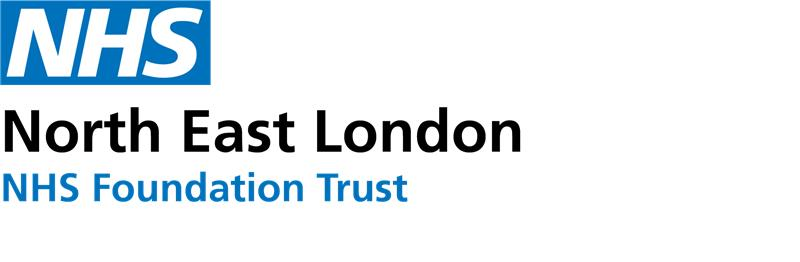 NHS
North East London
NHS Foundation Trust